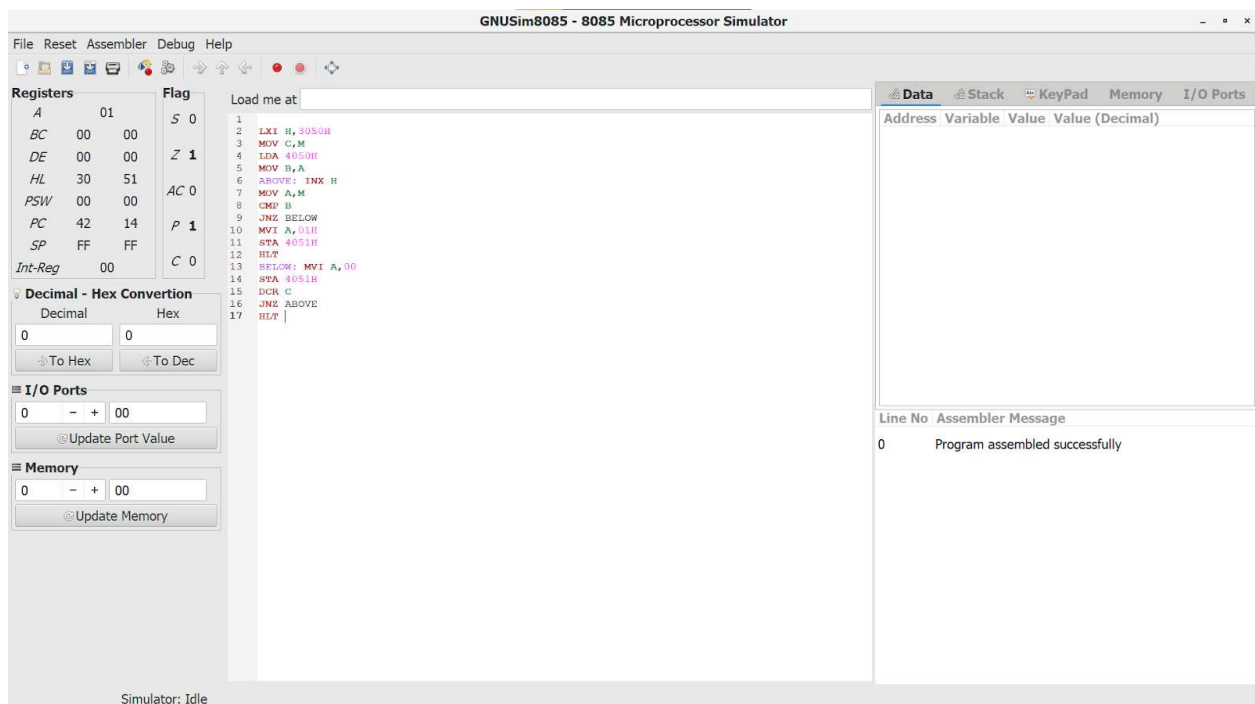 GNUSim8085 - 8085 Microprocessor Simulator
File Reset Assembler Debug Help
Registers
Flag
A 01
BC 00 00
DE 00 00
HL 30 51
PSW 00 00
PC 42 14
SP FF FF
Int-Reg 00
S 0
Z 1
AC 0
P 1
C 0
Decimal - Hex Convertion
Decimal Hex
0 0
To Hex To Dec
I/O Ports
0 - + 00
Update Port Value
Memory
0 - + 00
Update Memory
Load me at
1
2 LXI H,3050H
3 MOV C,M
4 LDA 4050H
5 MOV B,A
6 ABOVE: INX H
7 MOV A,M
8 CMP B
9 JNZ BELOW
10 MVI A,01H
11 STA 4051H
12 HLT
13 BELOW: MVI A,00
14 STA 4051H
15 DCR C
16 JNZ ABOVE
17 HLT
Data Stack KeyPad Memory I/O Ports
Address Variable Value Value (Decimal)
Line No Assembler Message
0 Program assembled successfully
Simulator: Idle